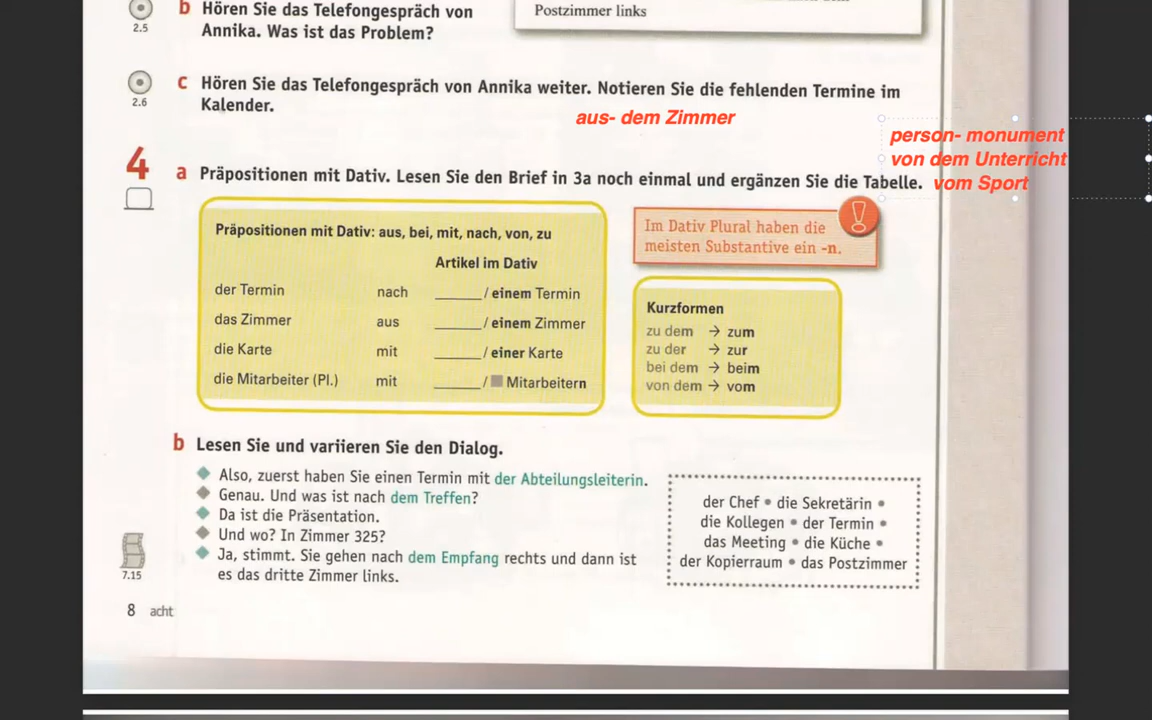 b Hören Sie das Telefongespräch von
2.5
Annika. Was ist das Problem?
Postzimmer links
c Hören Sie das Telefongespräch von Annika weiter. Notieren Sie die fehlenden Termine im
2.6
Kalender.
aus- dem Zimmer
person- monument
von dem Unterricht
vom Sport
4 a Präpositionen mit Dativ. Lesen Sie den Brief in 3a noch einmal und ergänzen Sie die Tabelle.
Präpositionen mit Dativ: aus, bei, mit, nach, von, zu
Artikel im Dativ
der Termin nach ______/ einem Termin
das Zimmer aus ______/ einem Zimmer
die Karte mit ______/ einer Karte
die Mitarbeiter (Pl.) mit ______/ ■ Mitarbeitern
!
Im Dativ Plural haben die
meisten Substantive ein -n.
Kurzformen
zu dem → zum
zu der → zur
bei dem → beim
von dem → vom
b Lesen Sie und variieren Sie den Dialog.
◆ Also, zuerst haben Sie einen Termin mit der Abteilungsleiterin.
◆ Genau. Und was ist nach dem Treffen?
◆ Da ist die Präsentation.
◆ Und wo? In Zimmer 325?
◆ Ja, stimmt. Sie gehen nach dem Empfang rechts und dann ist
es das dritte Zimmer links.
7.15
der Chef • die Sekretärin •
die Kollegen • der Termin •
das Meeting • die Küche •
der Kopierraum • das Postzimmer
8 acht